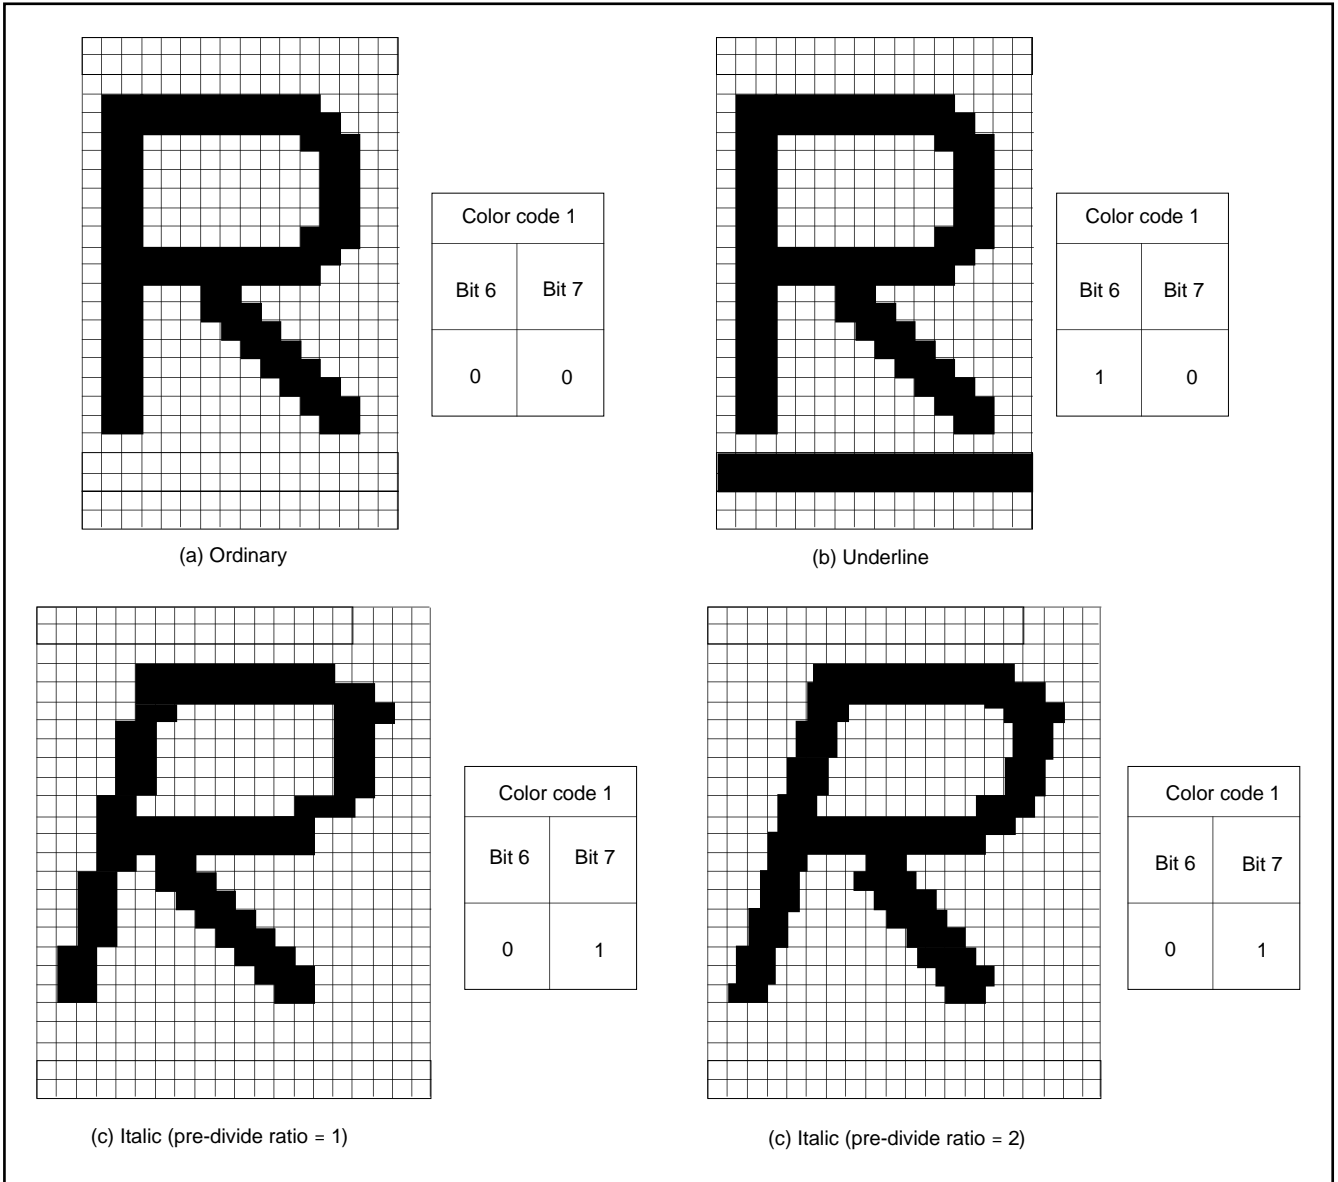 Color code 1
Bit 6 Bit 7
0 0
(a) Ordinary
Color code 1
Bit 6 Bit 7
1 0
(b) Underline
Color code 1
Bit 6 Bit 7
0 1
(c) Italic (pre-divide ratio = 1)
Color code 1
Bit 6 Bit 7
0 1
(c) Italic (pre-divide ratio = 2)